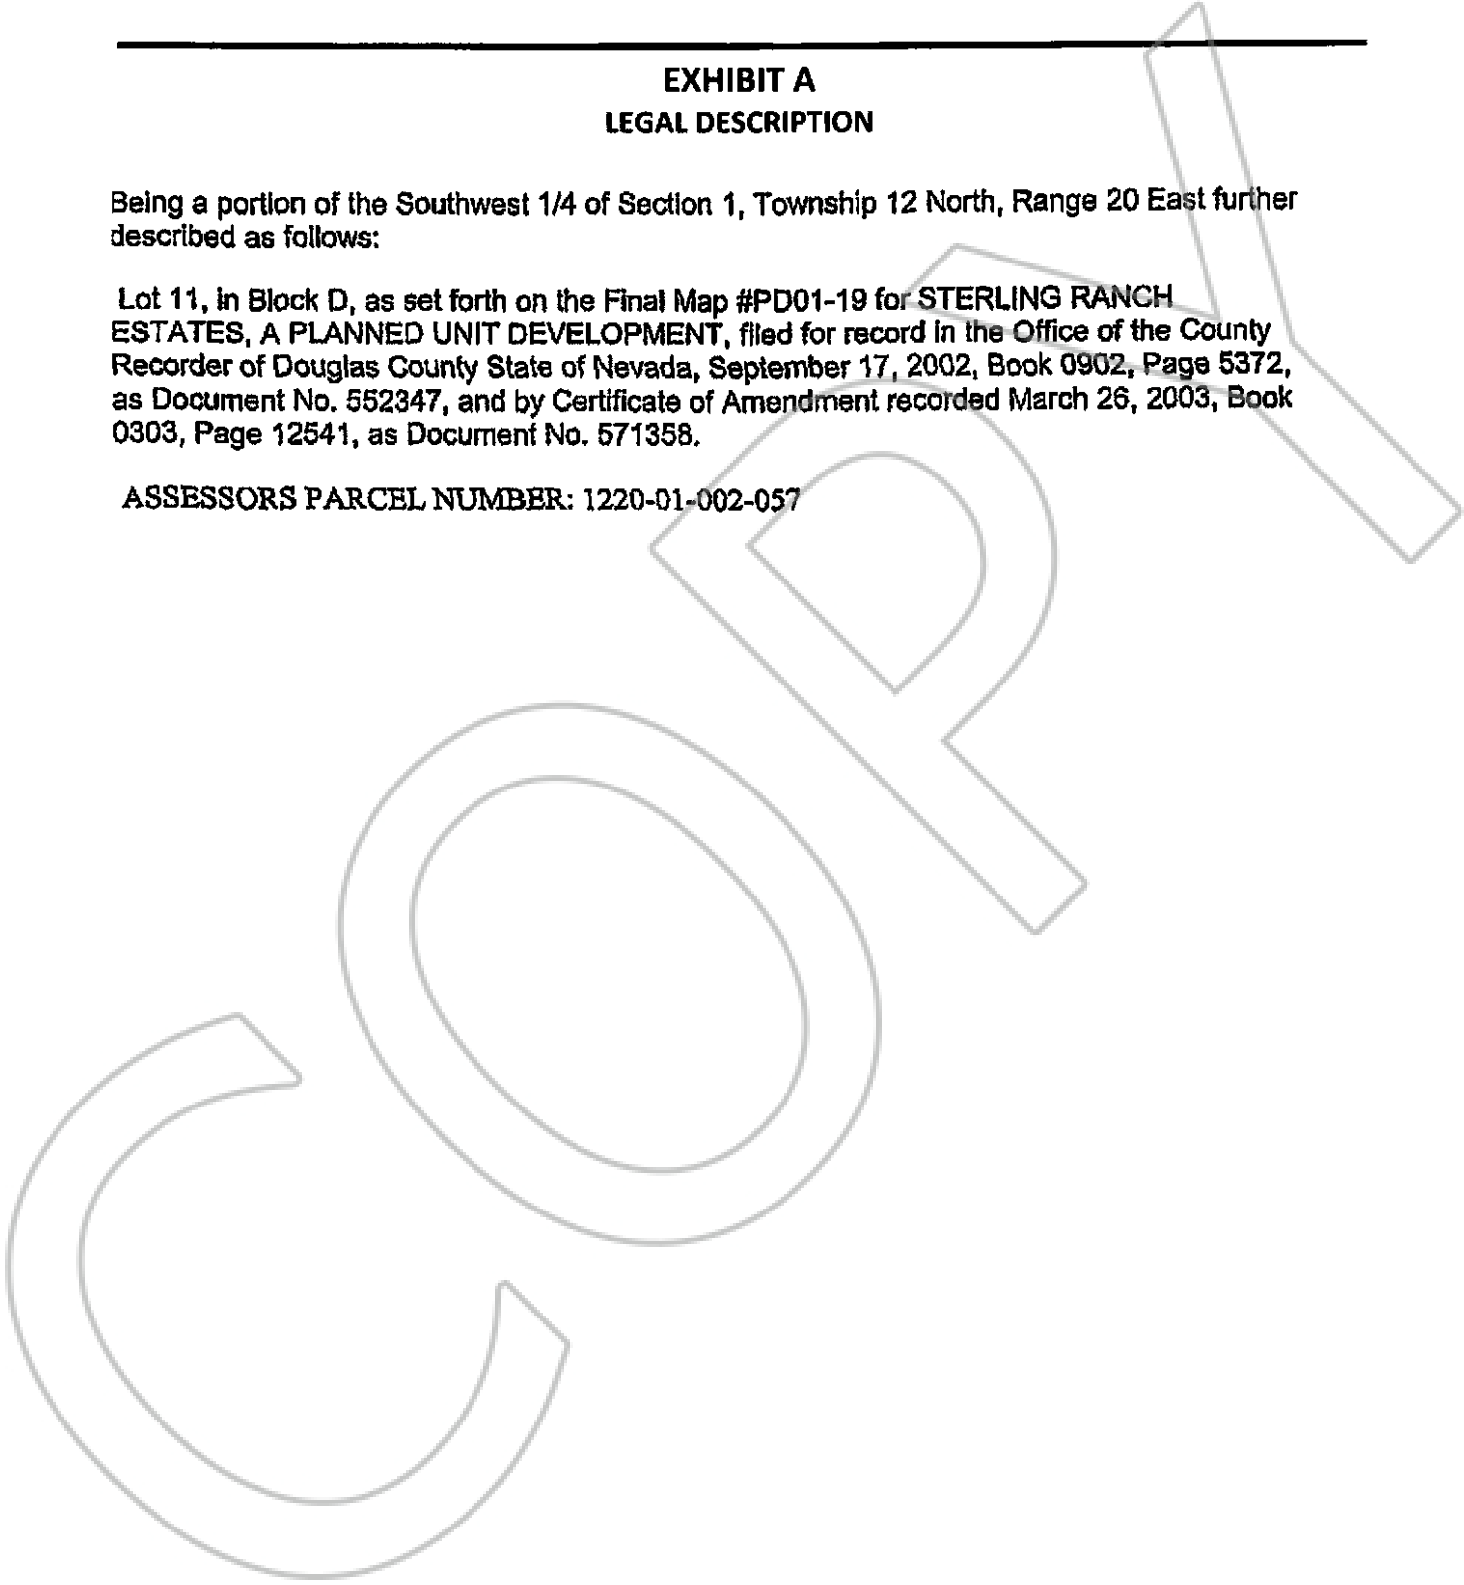 EXHIBIT A
LEGAL DESCRIPTION
Being a portion of the Southwest 1/4 of Section 1, Township 12 North, Range 20 East further
described as follows:
Lot 11, in Block D, as set forth on the Final Map #PD01-19 for STERLING RANCH
ESTATES, A PLANNED UNIT DEVELOPMENT, filed for record in the Office of the County
Recorder of Douglas County State of Nevada, September 17, 2002, Book 0902, Page 5372,
as Document No. 552347, and by Certificate of Amendment recorded March 26, 2003, Book
0303, Page 12541, as Document No. 571358.
ASSESSORS PARCEL NUMBER: 1220-01-002-057
COPY